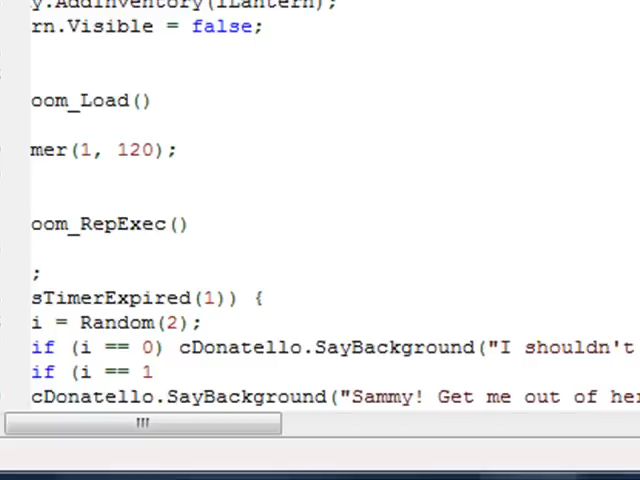 y.AddInventory(iLantern);
rn.Visible = false;
oom_Load()
mer(1, 120);
oom_RepExec()
;
sTimerExpired(1)) {
i = Random(2);
if (i == 0) cDonatello.SayBackground("I shouldn't
if (i == 1
cDonatello.SayBackground("Sammy! Get me out of her